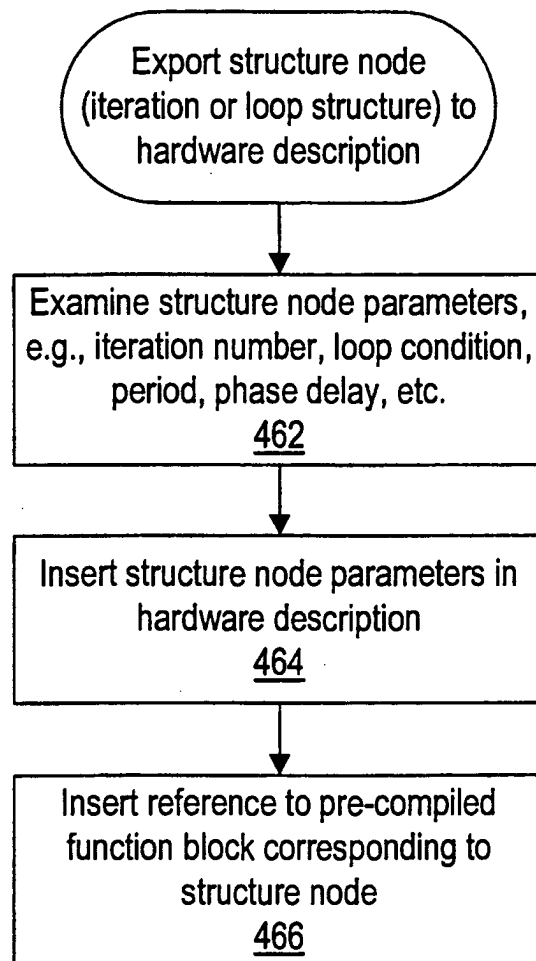 Export structure node
(iteration or loop structure) to
hardware description
Examine structure node parameters,
e.g., iteration number, loop condition,
period, phase delay, etc.
462
Insert structure node parameters in
hardware description
464
Insert reference to pre-compiled
function block corresponding to
structure node
466